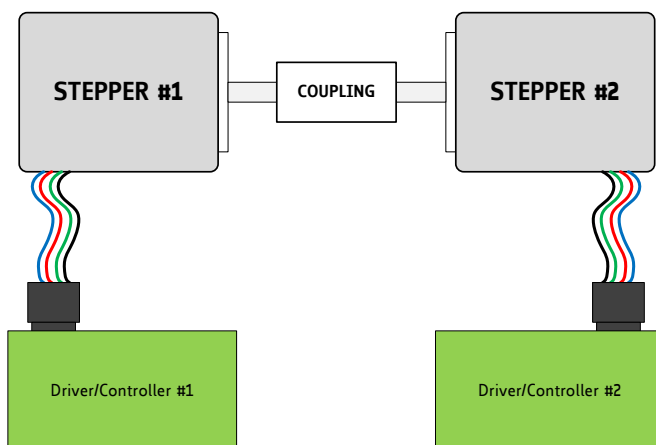 STEPPER #1
COUPLING
STEPPER #2
Driver/Controller #1
Driver/Controller #2